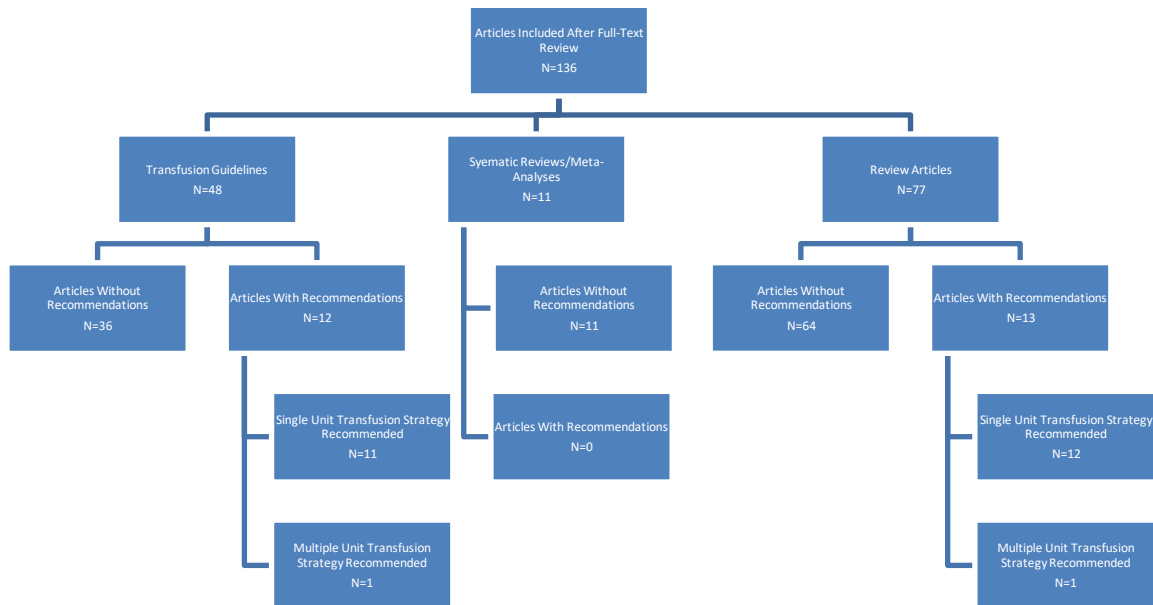 Articles Included After Full-Text
Review
N=136
Transfusion Guidelines
N=48
Syematic Reviews/Meta-
Analyses
N=11
Review Articles
N=77
Articles Without
Recommendations
N=36
Articles With Recommendations
N=12
Articles Without
Recommendations
N=11
Articles Without
Recommendations
N=64
Articles With Recommendations
N=13
Single Unit Transfusion Strategy
Recommended
N=11
Articles With Recommendations
N=0
Single Unit Transfusion Strategy
Recommended
N=12
Multiple Unit Transfusion
Strategy Recommended
N=1
Multiple Unit Transfusion
Strategy Recommended
N=1